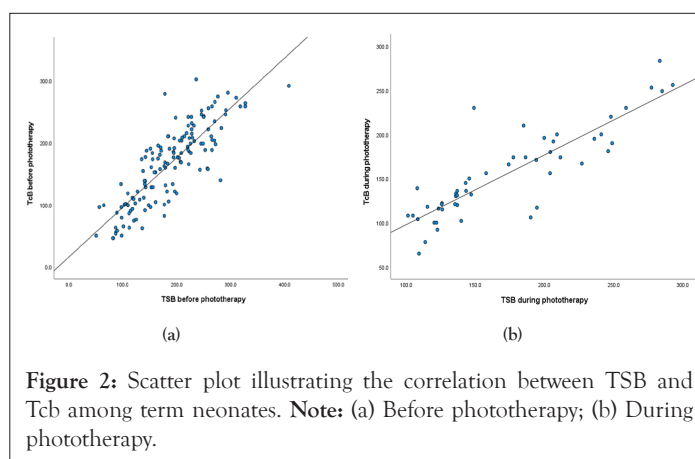 300.0
200.0
100.0
0.0
TcB before phototherapy
0.0 100.0 200.0 300.0 400.0 500.0
TSB before phototherapy
(a)
300.0
250.0
200.0
150.0
100.0
50.0
TcB during phototherapy
100.0 150.0 200.0 250.0 300.0
TSB during phototherapy
(b)
Figure 2: Scatter plot illustrating the correlation between TSB and
Tcb among term neonates. Note: (a) Before phototherapy; (b) During
phototherapy.